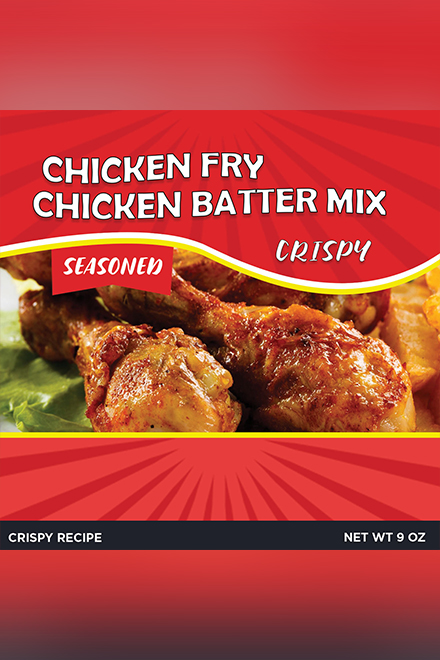 CHICKEN FRY
CHICKEN BATTER MIX
CRISPY
SEASONED
CRISPY RECIPE
NET WT 9 OZ